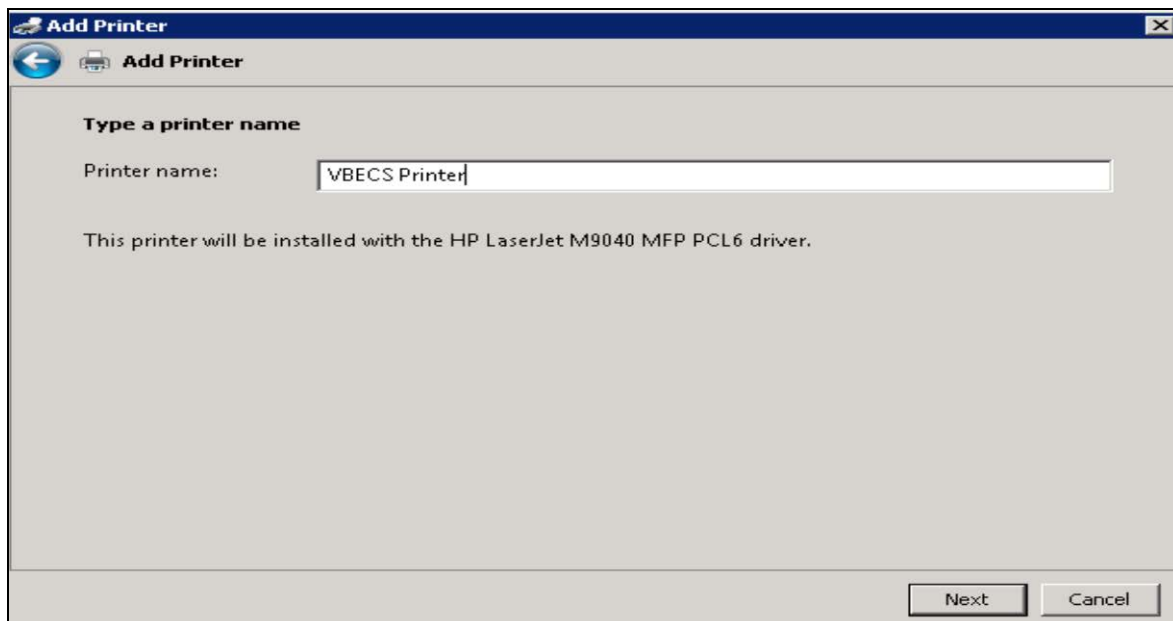 Add Printer
Add Printer
Type a printer name
Printer name: VBECS Printer
This printer will be installed with the HP LaserJet M9040 MFP PCL6 driver.
Next Cancel